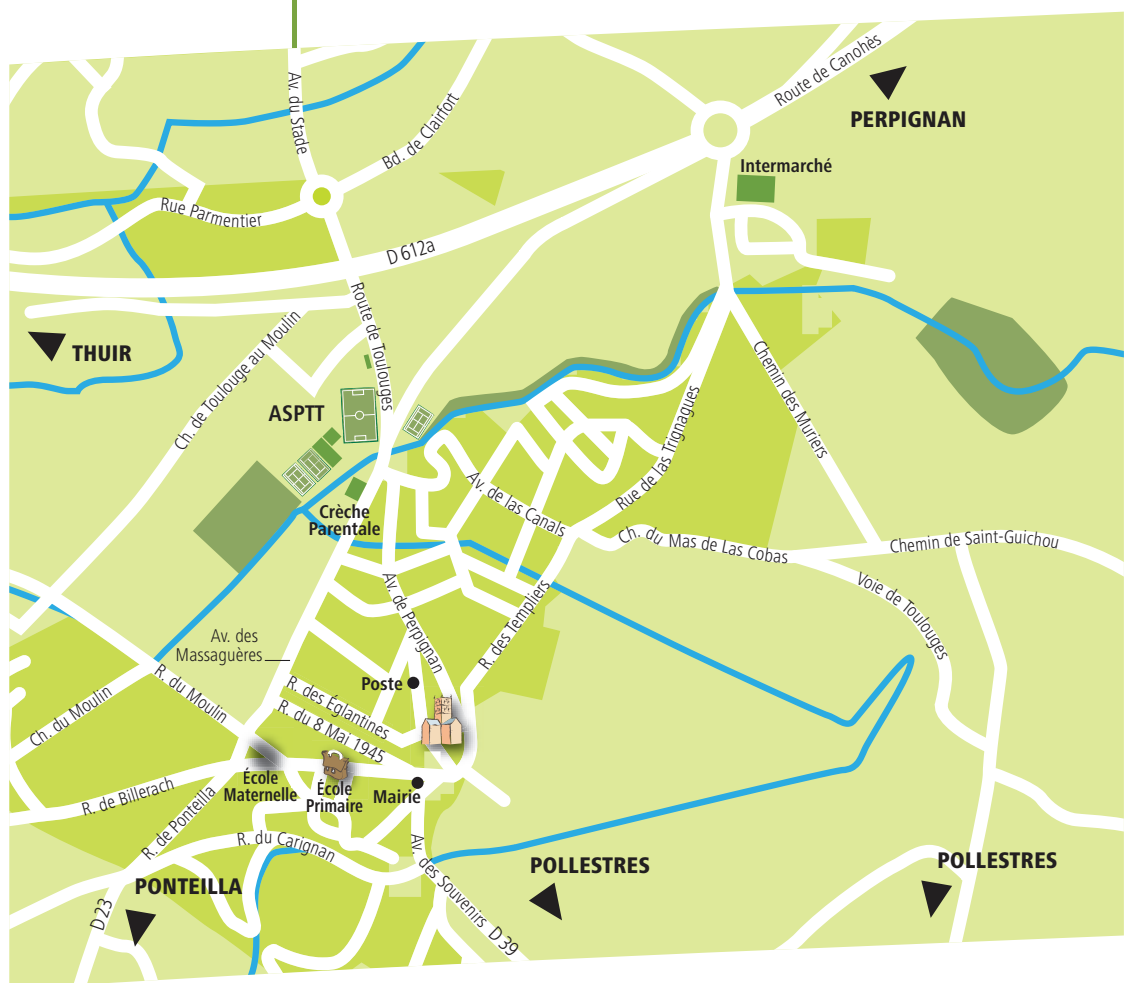 Av. du Stade
Bd. de Clairfort
Route de Canohès
PERPIGNAN
Intermarché
Rue Parmentier
D 612a
THUIR
Route de Toulouges
Ch. de Toulouge au Moulin
ASPTT
Chemin des Muriers
Rue de las Trignagues
Av. de las Canals
Crèche
Parentale
Ch. du Mas de Las Cobas
Chemin de Saint-Guichou
Voie de Toulouges
Av. de Perpignan
R. des Templiers
Av. des
Massaguères
R. du Moulin
Ch. du Moulin
Poste
R. des Églantines
R. du 8 Mai 1945
École
Maternelle
École
Primaire
Mairie
R. de Billerach
R. de Ponteilla
R. du Carignan
Av. des Souvenirs
D 39
D 23
PONTEILLA
POLLESTRES
POLLESTRES